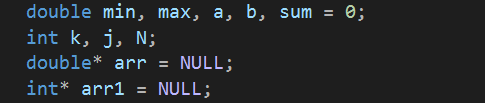 double min, max, a, b, sum = 0;
int k, j, N;
double* arr = NULL;
int* arr1 = NULL;